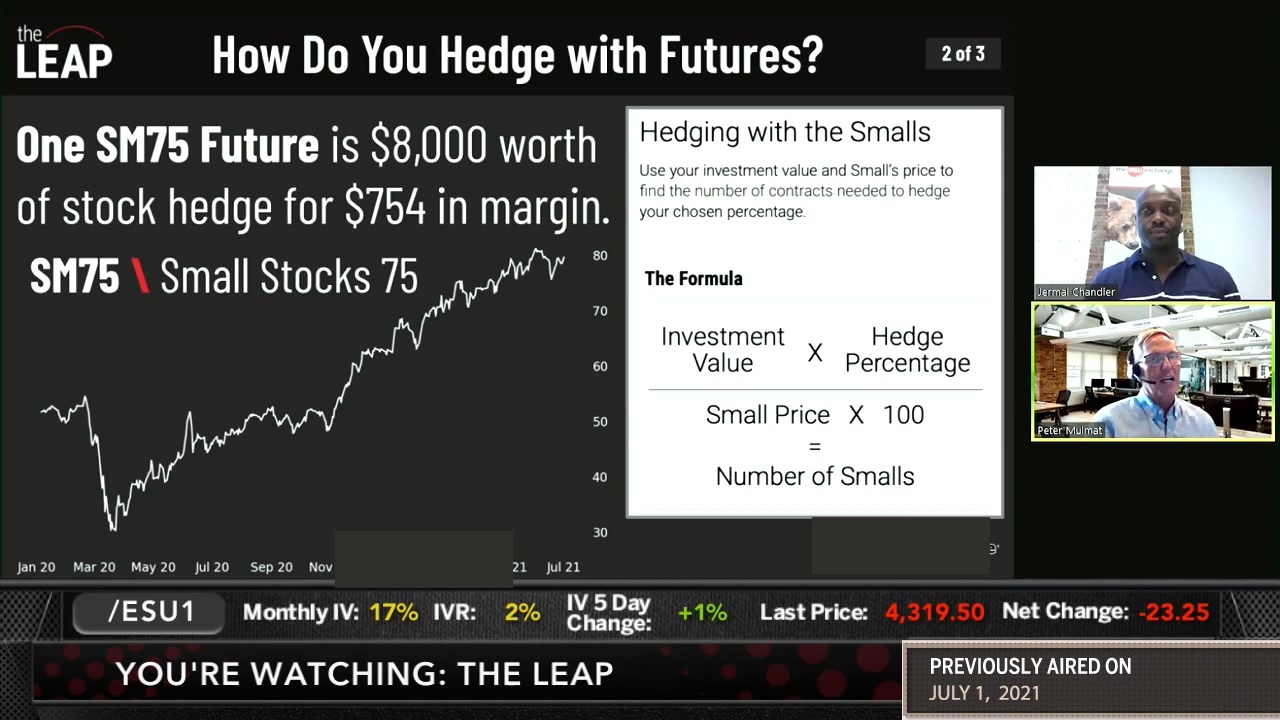 the
LEAP
How Do You Hedge with Futures?
2 of 3
One SM75 Future is $8,000 worth
of stock hedge for $754 in margin.
SM75 \ Small Stocks 75
80
70
60
50
40
30
Jan 20 Mar 20 May 20 Jul 20 Sep 20 Nov 21 Jul 21
Hedging with the Smalls
Use your investment value and Small's price to
find the number of contracts needed to hedge
your chosen percentage.
The Formula
Investment Hedge
Value X Percentage
Small Price X 100
=
Number of Smalls
Jermal Chandler
Peter Mulmat
/ESU1
Monthly IV: 17% IVR: 2% IV 5 Day Change: +1% Last Price: 4,319.50 Net Change: -23.25
YOU'RE WATCHING: THE LEAP
PREVIOUSLY AIRED ON
JULY 1, 2021